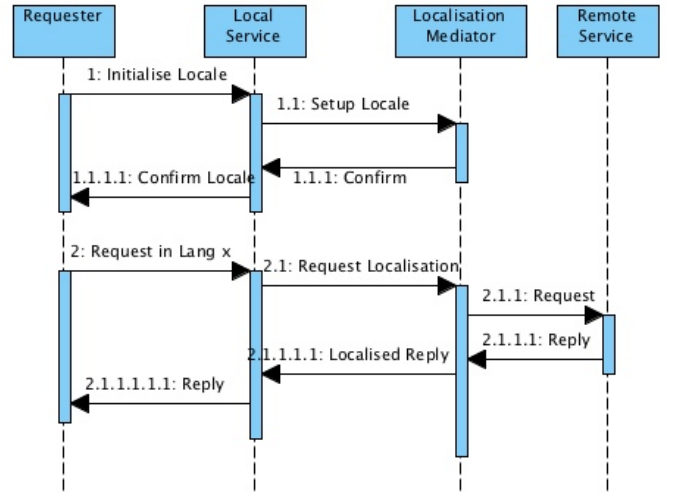 Requester
Local
Service
Localisation
Mediator
Remote
Service
1: Initialise Locale
1.1: Setup Locale
1.1.1: Confirm
1.1.1.1: Confirm Locale
2: Request in Lang x
2.1: Request Localisation
2.1.1: Request
2.1.1.1: Reply
2.1.1.1.1: Localised Reply
2.1.1.1.1.1: Reply